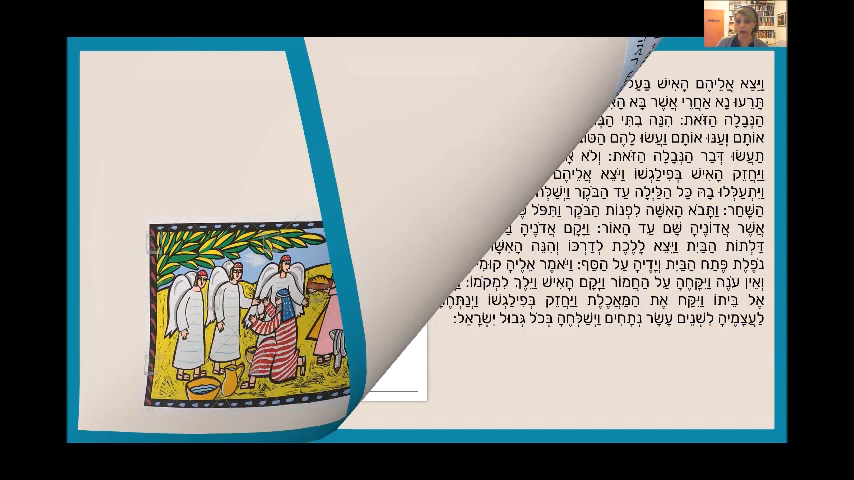 וַיֵּצֵא אֲלֵיהֶם הָאִישׁ בַּעַל
תָּרֵעוּ נָא אַחֲרֵי אֲשֶׁר בָּא
הַנְּבָלָה הַזֹּאת: הִנֵּה בִתִּי
אוֹתָם וְעַנּוּ אוֹתָם וַעֲשׂוּ לָהֶם
תַעֲשׂוּ דְּבַר הַנְּבָלָה הַזֹּאת: וְלֹא
וַיַּחֲזֵק הָאִישׁ בְּפִילַגְשׁוֹ וַיֹּצֵא אֲלֵיהֶם
וַיִּתְעַלְּלוּ בָהּ כָּל הַלַּיְלָה עַד הַבֹּקֶר
הַשָּׁחַר: וַתָּבֹא הָאִשָּׁה לִפְנוֹת הַבֹּקֶר וַתִּפֹּל
אֲשֶׁר אֲדוֹנֶיהָ שָּׁם עַד הָאוֹר: וַיָּקָם אֲדֹנֶיהָ
דַּלְתוֹת הַבַּיִת וַיֵּצֵא לָלֶכֶת לְדַרְכּוֹ וְהִנֵּה
נֹפֶלֶת פֶּתַח הַבַּיִת וְיָדֶיהָ עַל הַסַּף: וַיֹּאמֶר אֵלֶיהָ
וְאֵין עֹנֶה וַיִּקָּחֶהָ עַל הַחֲמוֹר וַיָּקָם הָאִישׁ וַיֵּלֶךְ לִמְקֹמוֹ:
אֶל בֵּיתוֹ וַיִּקַּח אֶת הַמַּאֲכֶלֶת וַיַּחֲזֵק בְּפִילַגְשׁוֹ
לַעֲצָמֶיהָ לִשְׁנֵים עָשָׂר נְתָחִים וַיְשַׁלְּחֶהָ בְּכֹל גְּבוּל יִשְׂרָאֵל: